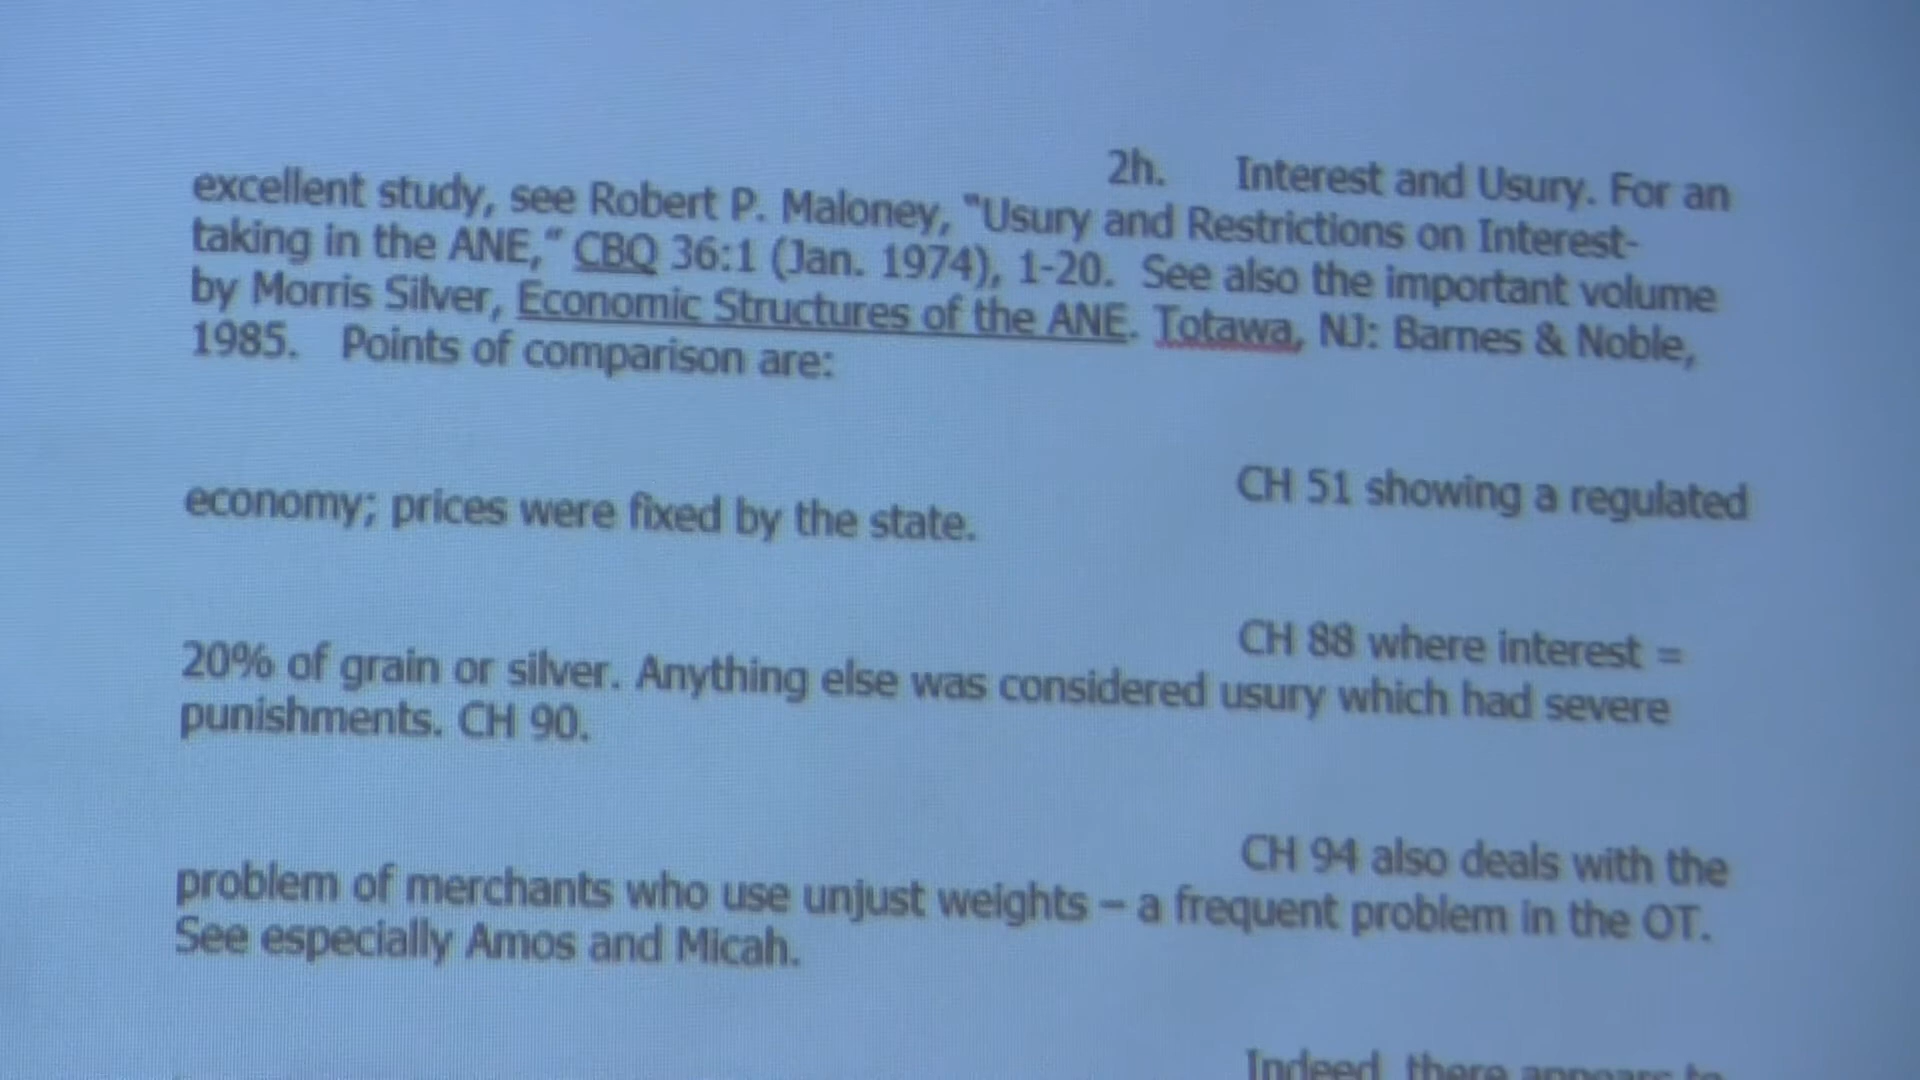 2h. Interest and Usury. For an
excellent study, see Robert P. Maloney, "Usury and Restrictions on Interest-
taking in the ANE," CBQ 36:1 (Jan. 1974), 1-20. See also the important volume
by Morris Silver, Economic Structures of the ANE. Totawa, NJ: Barnes & Noble,
1985. Points of comparison are:
CH 51 showing a regulated
economy; prices were fixed by the state.
CH 88 where interest =
20% of grain or silver. Anything else was considered usury which had severe
punishments. CH 90.
CH 94 also deals with the
problem of merchants who use unjust weights – a frequent problem in the OT.
See especially Amos and Micah.
Indeed, there appears to